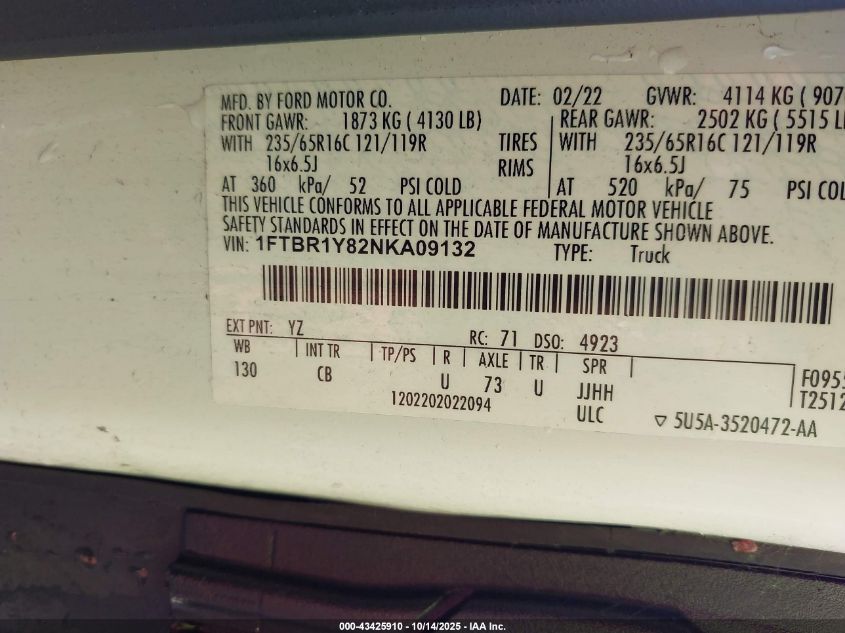 MFD. BY FORD MOTOR CO. DATE: 02/22 GVWR: 4114 KG ( 907
FRONT GAWR: 1873 KG ( 4130 LB) REAR GAWR: 2502 KG ( 5515 L
WITH 235/65R16C 121/119R TIRES WITH 235/65R16C 121/119R
16x6.5J RIMS 16x6.5J
AT 360 kPa/ 52 PSI COLD AT 520 kPa/ 75 PSI COL
THIS VEHICLE CONFORMS TO ALL APPLICABLE FEDERAL MOTOR VEHICLE
SAFETY STANDARDS IN EFFECT ON THE DATE OF MANUFACTURE SHOWN ABOVE.
VIN: 1FTBR1Y82NKA09132 TYPE: Truck
EXT PNT: YZ RC: 71 DSO: 4923
WB INT TR TP/PS R AXLE TR SPR
130 CB U 73 U JJHH F095
1202202022094 ULC T2512
▽ 5U5A-3520472-AA
000-43425910 - 10/14/2025 - IAA Inc.